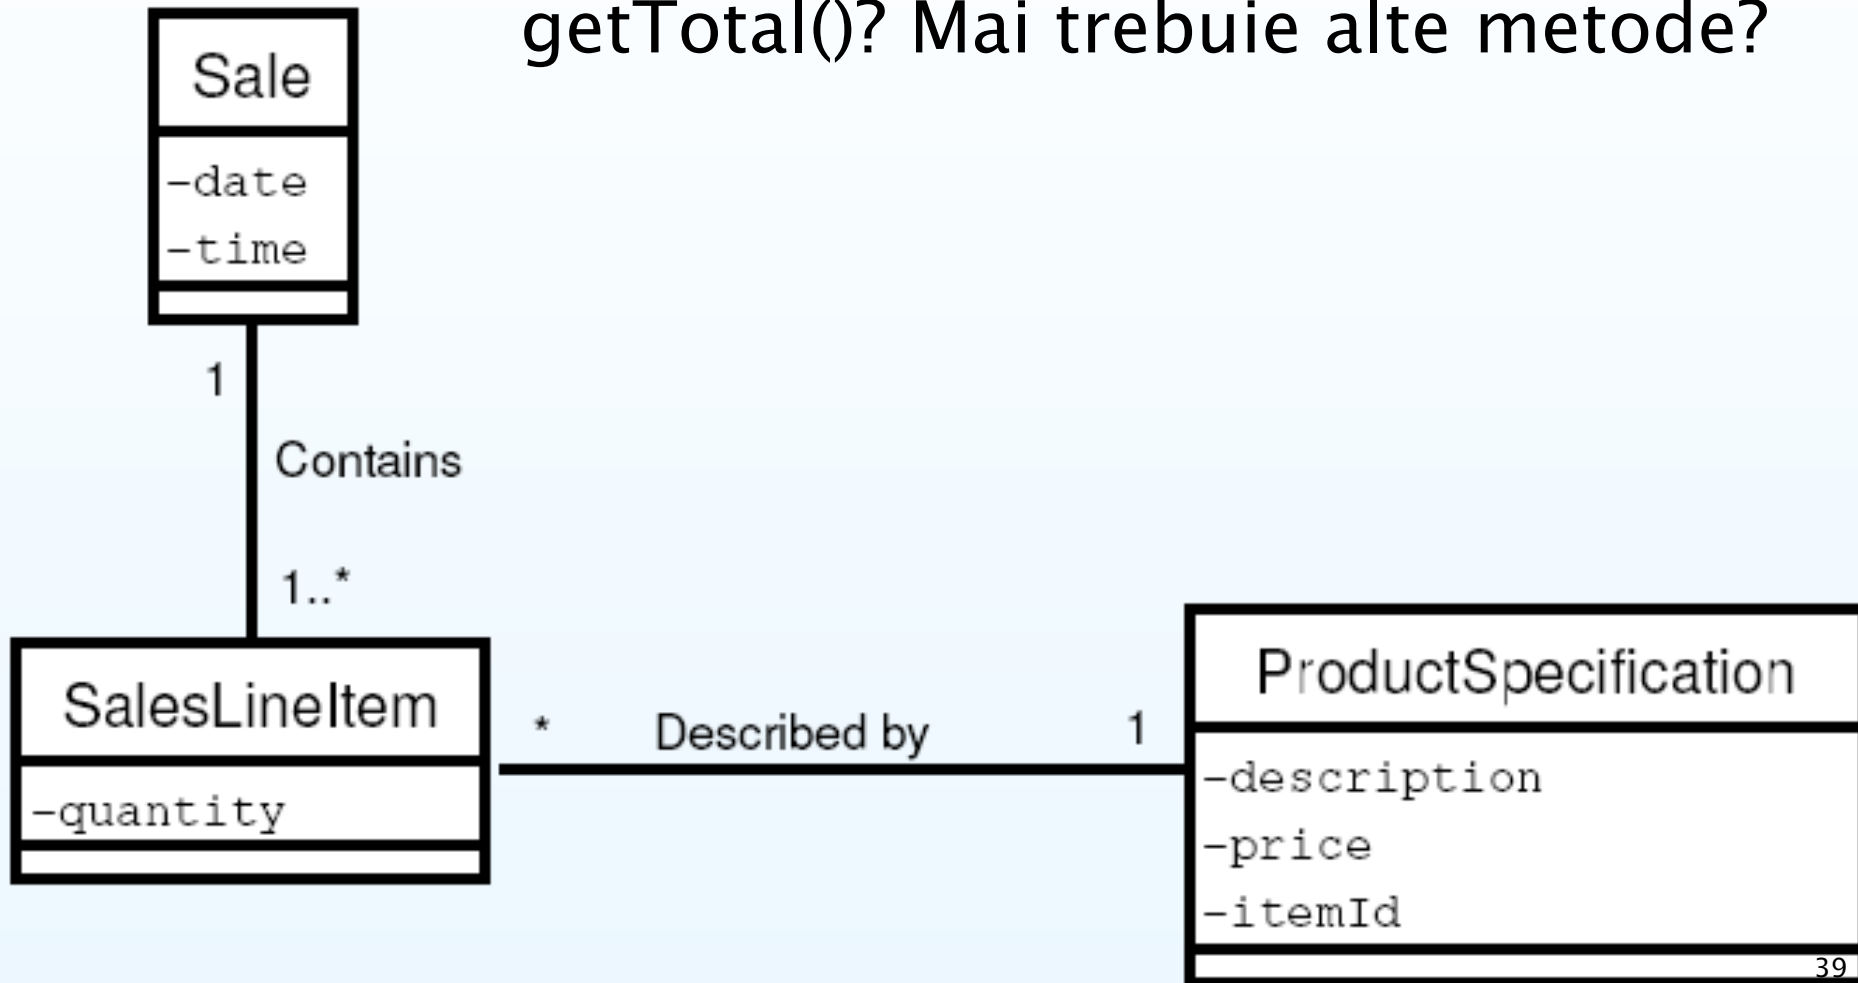 getTotal()? Mai trebuie alte metode?
Sale
-date
-time
1
Contains
1..*
SalesLineItem
-quantity
* Described by 1
ProductSpecification
-description
-price
-itemId
39